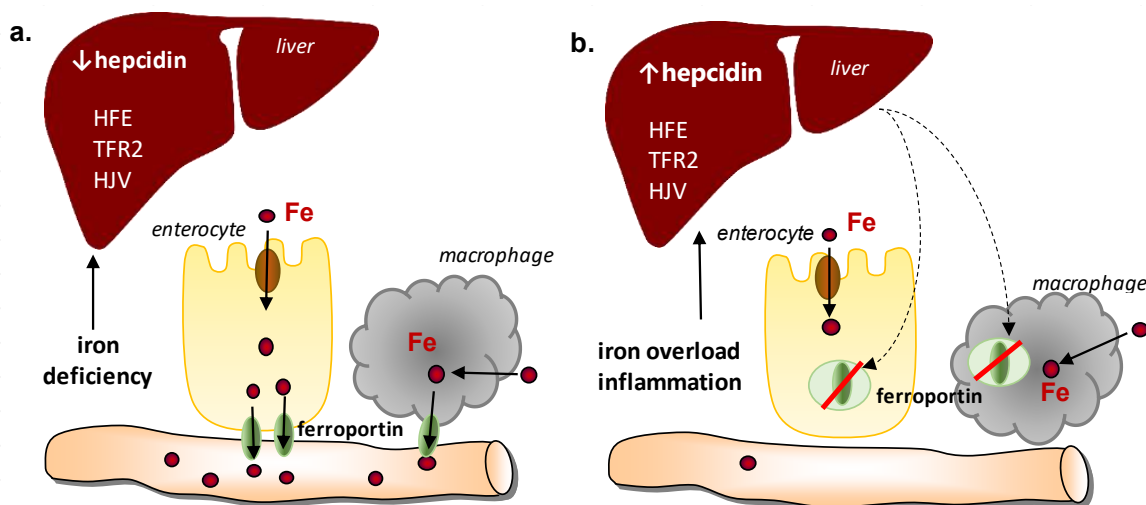 a.
↓hepcidin
liver
HFE
TFR2
HJV
Fe
enterocyte
macrophage
Fe
iron
deficiency
ferroportin
b.
↑hepcidin
liver
HFE
TFR2
HJV
enterocyte
Fe
macrophage
iron overload
inflammation
ferroportin
Fe